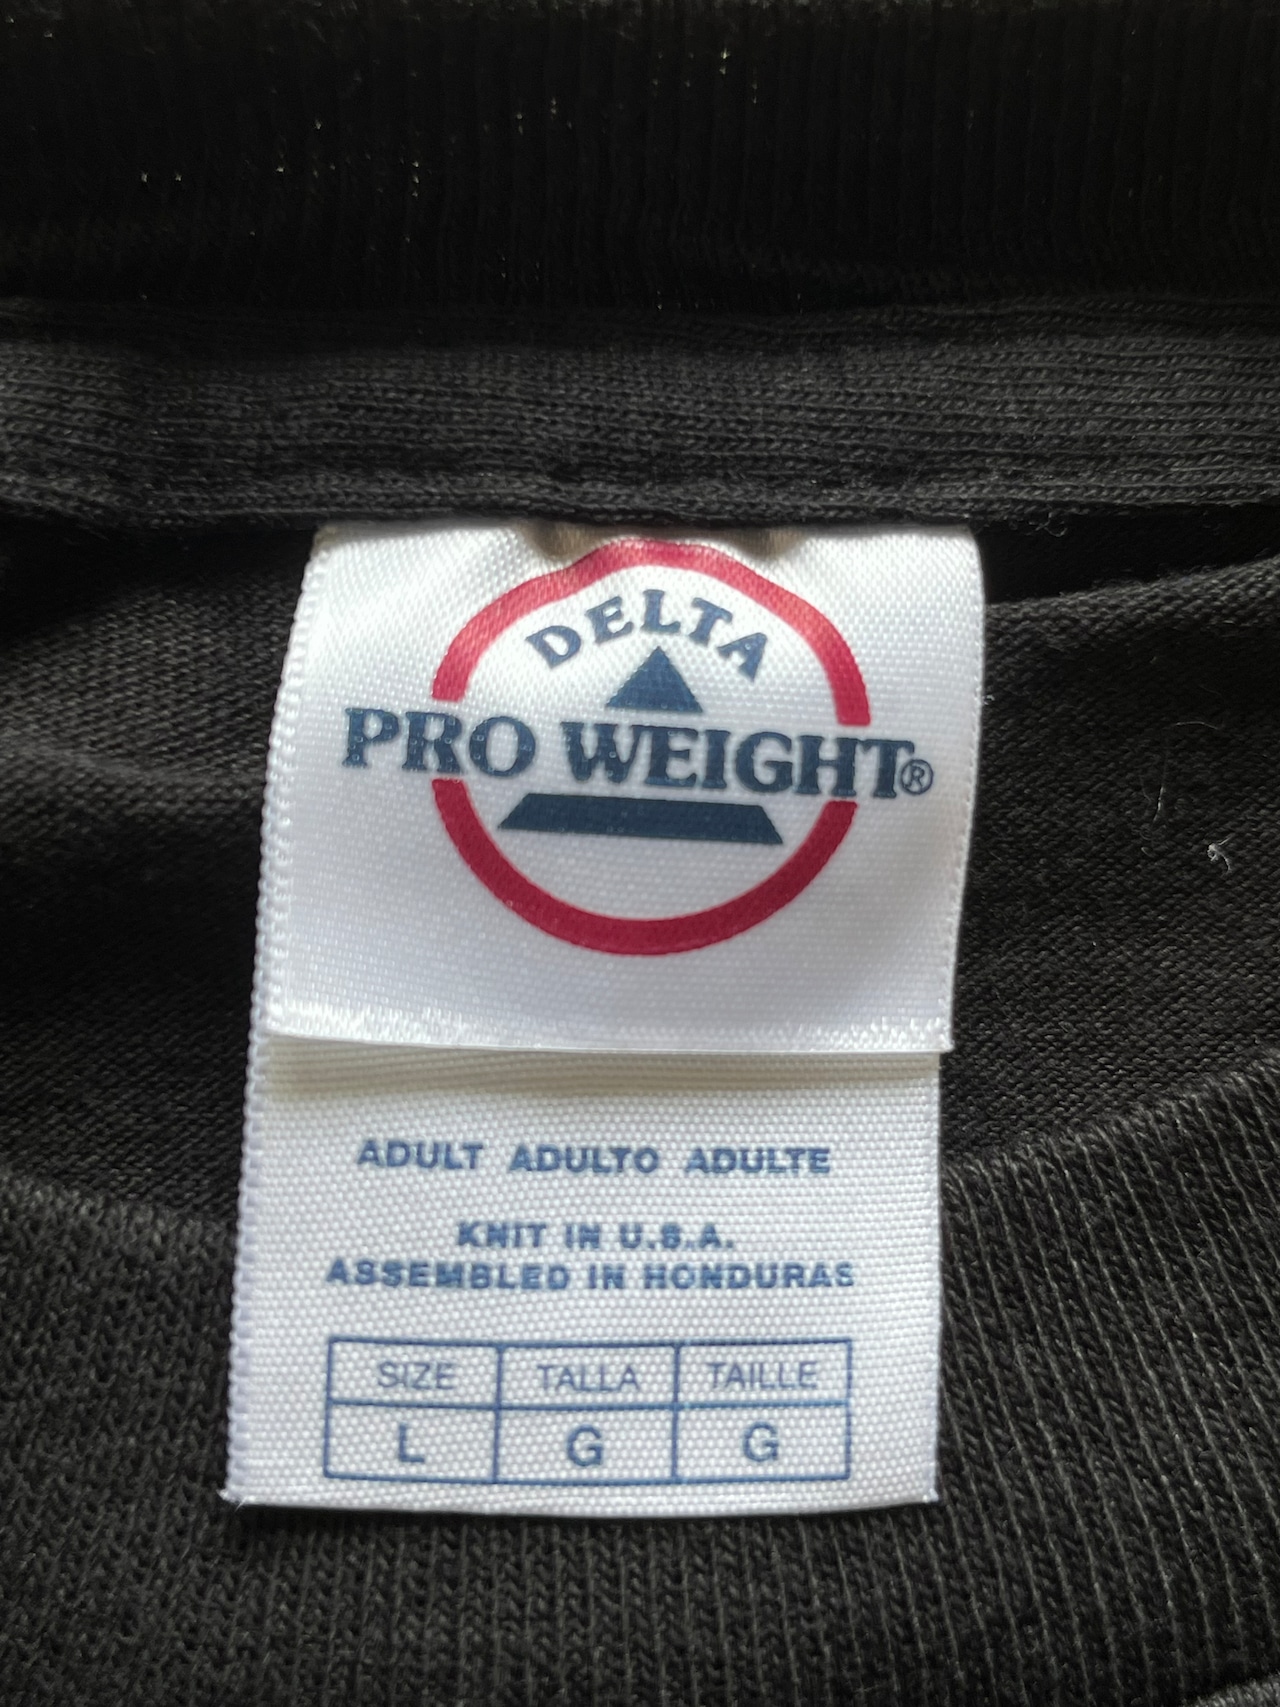 DELTA
PRO WEIGHT®
ADULT ADULTO ADULTE
KNIT IN U.S.A.
ASSEMBLED IN HONDURAS
SIZE TALLA TAILLE
L G G